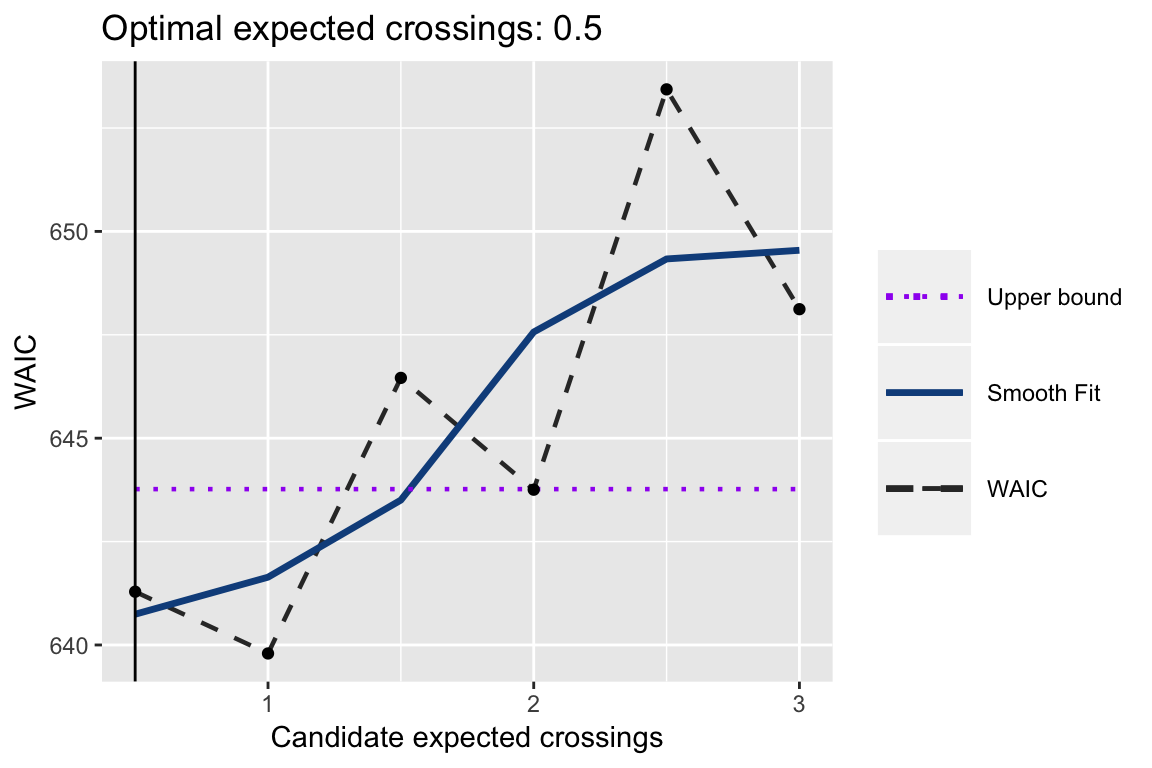 Optimal expected crossings: 0.5
WAIC
650
645
640
1
2
3
Candidate expected crossings
Upper bound
Smooth Fit
WAIC